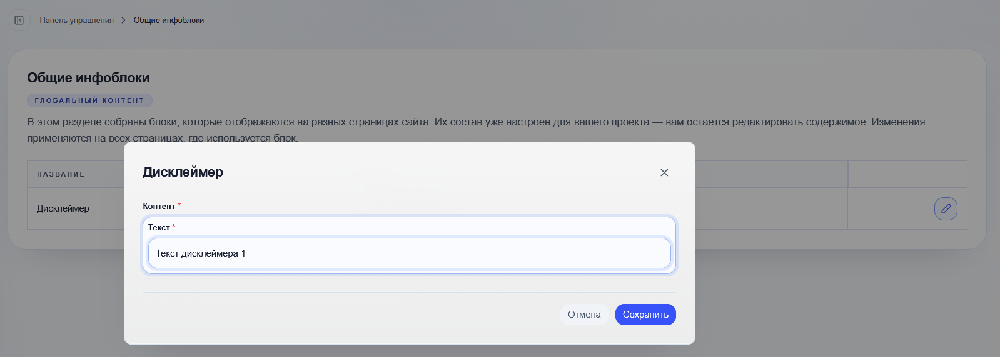 Панель управления > Общие инфоблоки
Общие инфоблоки
ГЛОБАЛЬНЫЙ КОНТЕНТ
В этом разделе собраны блоки, которые отображаются на разных страницах сайта. Их состав уже настроен для вашего проекта — вам остаётся редактировать содержимое. Изменения
применяются на всех страницах, где используется блок.
НАЗВАНИЕ
Дисклеймер
Дисклеймер
Контент *
Текст *
Текст дисклеймера 1
Отмена
Сохранить